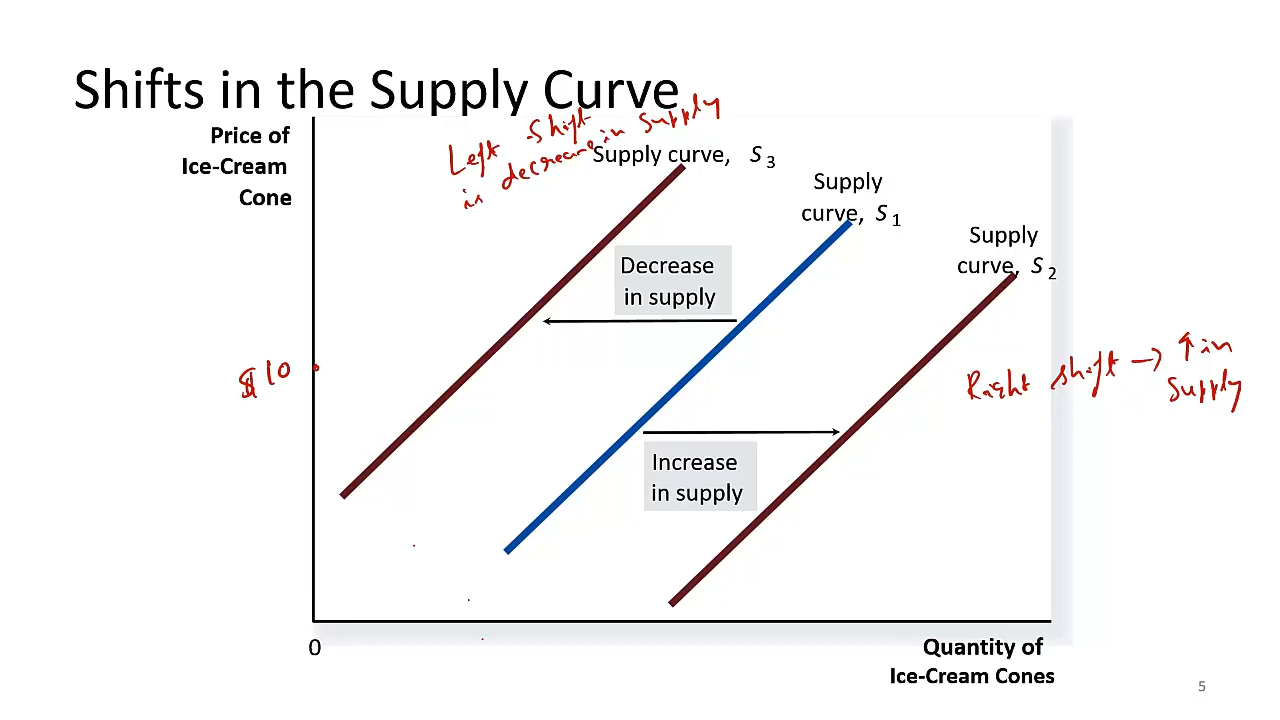 Shifts in the Supply Curve
Price of
Ice-Cream
Cone
Left shift
is decrease in supply
Supply curve, S3
Supply
curve, S1
Supply
curve, S2
Decrease
in supply
$10
Right shift → ↑ in
supply
Increase
in supply
0
Quantity of
Ice-Cream Cones
5